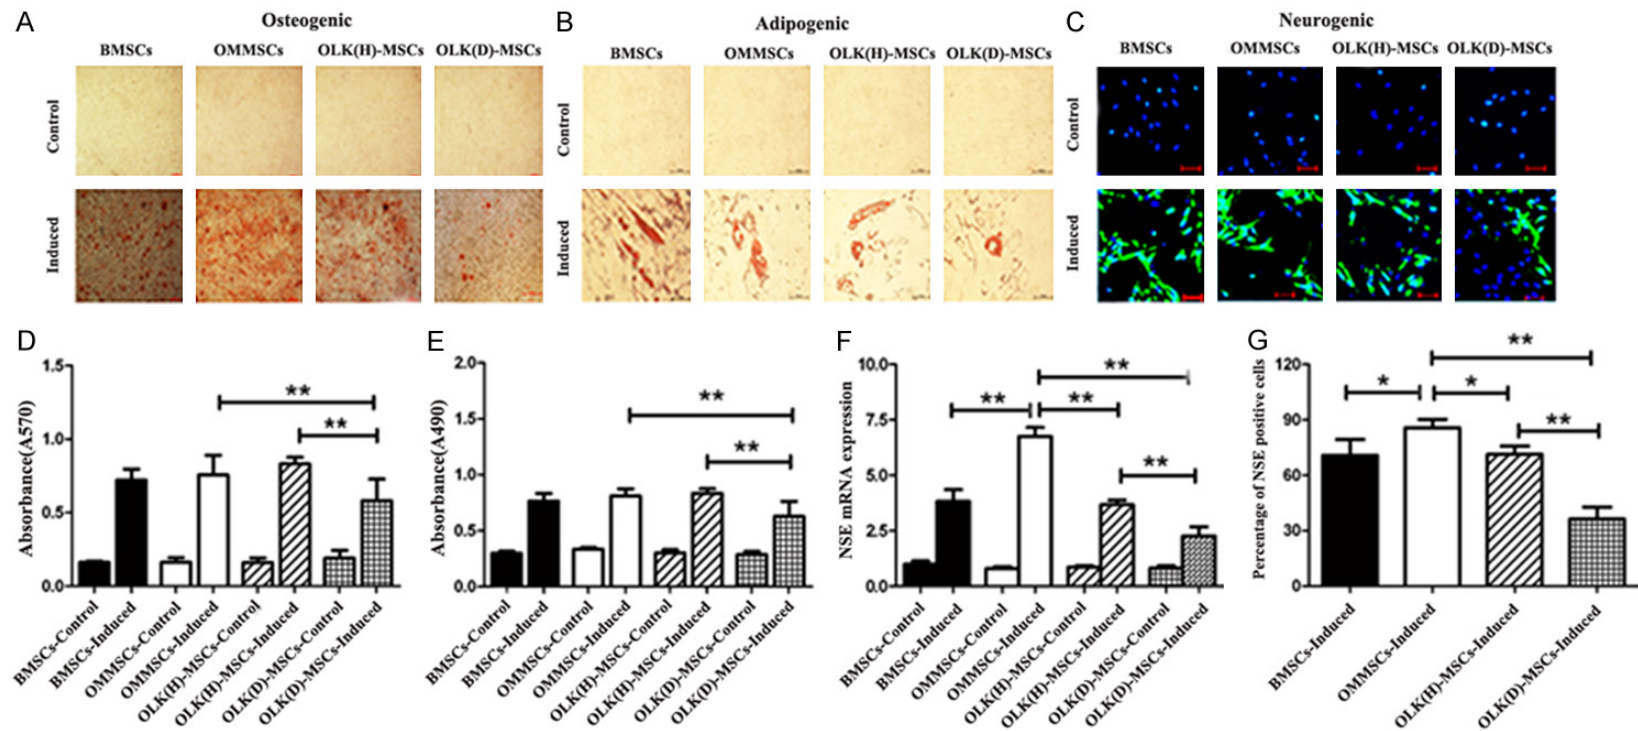 A
Osteogenic
BMSCs
OMMSCs
OLK(H)-MSCs
OLK(D)-MSCs
Control
Induced
B
Adipogenic
BMSCs
OMMSCs
OLK(H)-MSCs
OLK(D)-MSCs
Control
Induced
C
Neurogenic
BMSCs
OMMSCs
OLK(H)-MSCs
OLK(D)-MSCs
Control
Induced
D
Absorbance(A570)
1.5
1.0
0.5
0.0
**
**
BMSCs-Control
BMSCs-Induced
OMMSCs-Control
OMMSCs-Induced
OLK(H)-MSCs-Control
OLK(H)-MSCs-Induced
OLK(D)-MSCs-Control
OLK(D)-MSCs-Induced
E
Absorbance(A490)
2.0
1.5
1.0
0.5
0.0
**
**
BMSCs-Control
BMSCs-Induced
OMMSCs-Control
OMMSCs-Induced
OLK(H)-MSCs-Control
OLK(H)-MSCs-Induced
OLK(D)-MSCs-Control
OLK(D)-MSCs-Induced
F
NSE mRNA expression
10.0
7.5
5.0
2.5
0.0
**
**
**
**
BMSCs-Control
BMSCs-Induced
OMMSCs-Control
OMMSCs-Induced
OLK(H)-MSCs-Control
OLK(H)-MSCs-Induced
OLK(D)-MSCs-Control
OLK(D)-MSCs-Induced
G
Percentage of NSE positive cells
120
90
60
30
0
**
*
*
**
BMSCs-Induced
OMMSCs-Induced
OLK(H)-MSCs-Induced
OLK(D)-MSCs-Induced